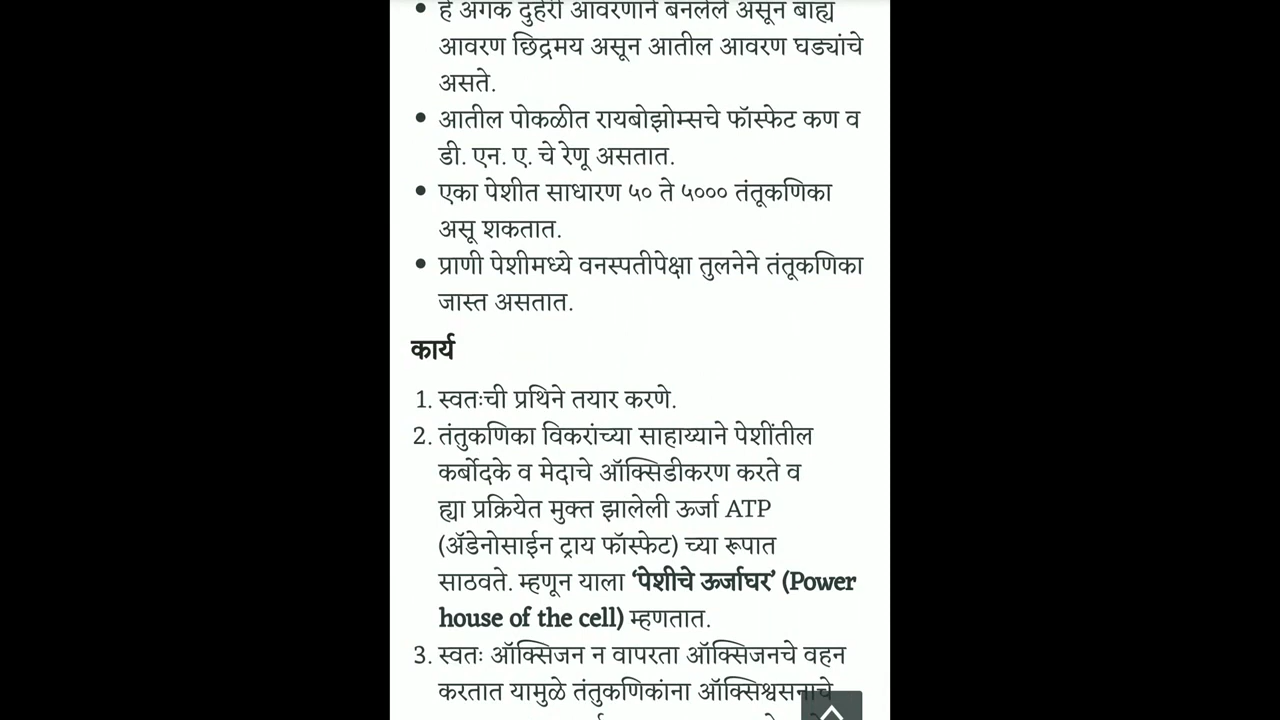 हे अंगक दुहेरी आवरणाने बनलेले असून बाह्य
आवरण छिद्रमय असून आतील आवरण घड्यांचे
असते.
आतील पोकळीत रायबोझोम्सचे फॉस्फेट कण व
डी. एन. ए. चे रेणू असतात.
एका पेशीत साधारण ५० ते ५००० तंतूकणिका
असू शकतात.
प्राणी पेशीमध्ये वनस्पतीपेक्षा तुलनेने तंतूकणिका
जास्त असतात.
कार्य
1. स्वतःची प्रथिने तयार करणे.
2. तंतुकणिका विकरांच्या साहाय्याने पेशींतील
कर्बोदके व मेदाचे ऑक्सिडीकरण करते व
ह्या प्रक्रियेत मुक्त झालेली ऊर्जा ATP
(ॲडेनोसाईन ट्राय फॉस्फेट) च्या रूपात
साठवते. म्हणून याला ‘पेशीचे ऊर्जाघर’ (Power
house of the cell) म्हणतात.
3. स्वतः ऑक्सिजन न वापरता ऑक्सिजनचे वहन
करतात यामुळे तंतुकणिकांना ऑक्सिश्वसनाचे